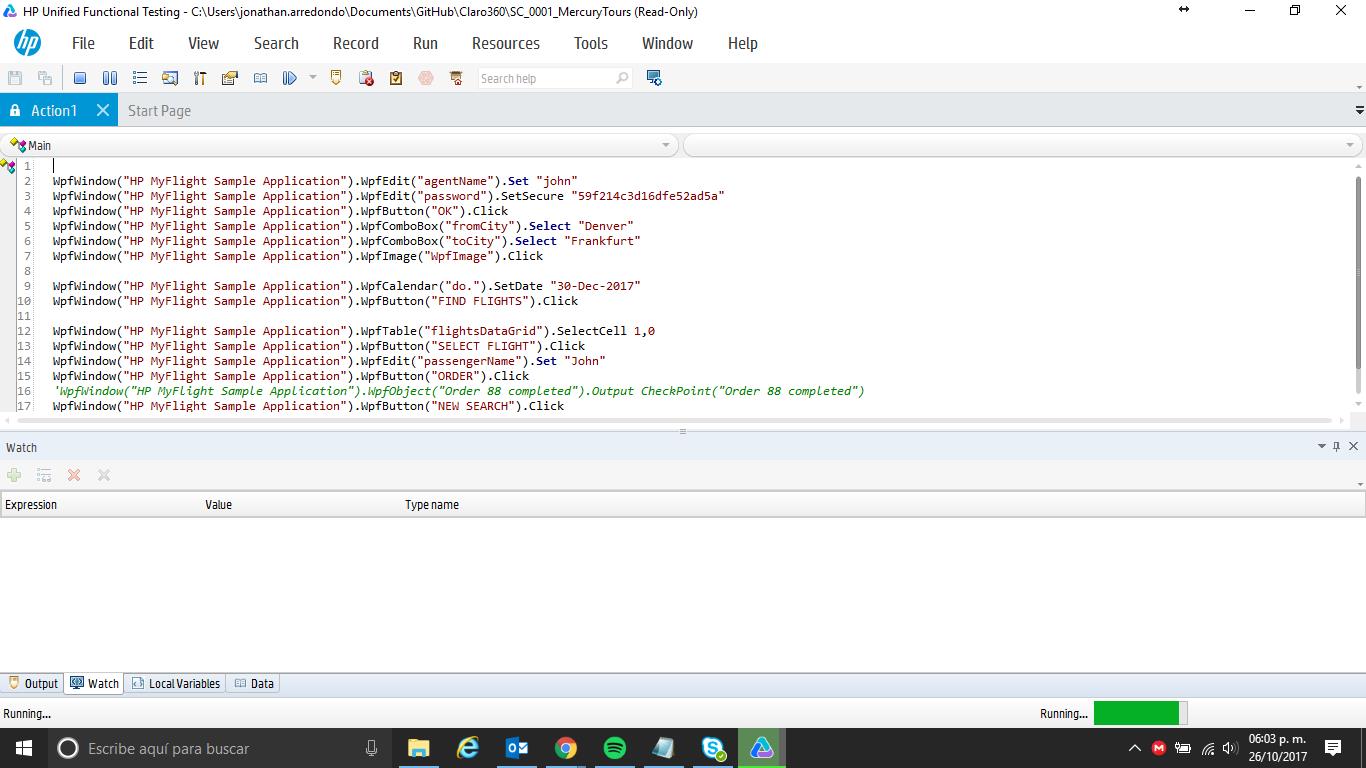 HP Unified Functional Testing - C:\Users\jonathan.arredondo\Documents\GitHub\Claro360\SC_0001_MercuryTours (Read-Only)
hp File Edit View Search Record Run Resources Tools Window Help
Search help
Action1 Start Page
Main
1
2 WpfWindow("HP MyFlight Sample Application").WpfEdit("agentName").Set "john"
3 WpfWindow("HP MyFlight Sample Application").WpfEdit("password").SetSecure "59f214c3d16dfe52ad5a"
4 WpfWindow("HP MyFlight Sample Application").WpfButton("OK").Click
5 WpfWindow("HP MyFlight Sample Application").WpfComboBox("fromCity").Select "Denver"
6 WpfWindow("HP MyFlight Sample Application").WpfComboBox("toCity").Select "Frankfurt"
7 WpfWindow("HP MyFlight Sample Application").WpfImage("WpfImage").Click
8
9 WpfWindow("HP MyFlight Sample Application").WpfCalendar("do.").SetDate "30-Dec-2017"
10 WpfWindow("HP MyFlight Sample Application").WpfButton("FIND FLIGHTS").Click
11
12 WpfWindow("HP MyFlight Sample Application").WpfTable("flightsDataGrid").SelectCell 1,0
13 WpfWindow("HP MyFlight Sample Application").WpfButton("SELECT FLIGHT").Click
14 WpfWindow("HP MyFlight Sample Application").WpfEdit("passengerName").Set "John"
15 WpfWindow("HP MyFlight Sample Application").WpfButton("ORDER").Click
16 'WpfWindow("HP MyFlight Sample Application").WpfObject("Order 88 completed").Output CheckPoint("Order 88 completed")
17 WpfWindow("HP MyFlight Sample Application").WpfButton("NEW SEARCH").Click
Watch
Expression Value Type name
Output Watch Local Variables Data
Running... Running...
Escribe aquí para buscar
06:03 p. m.
26/10/2017